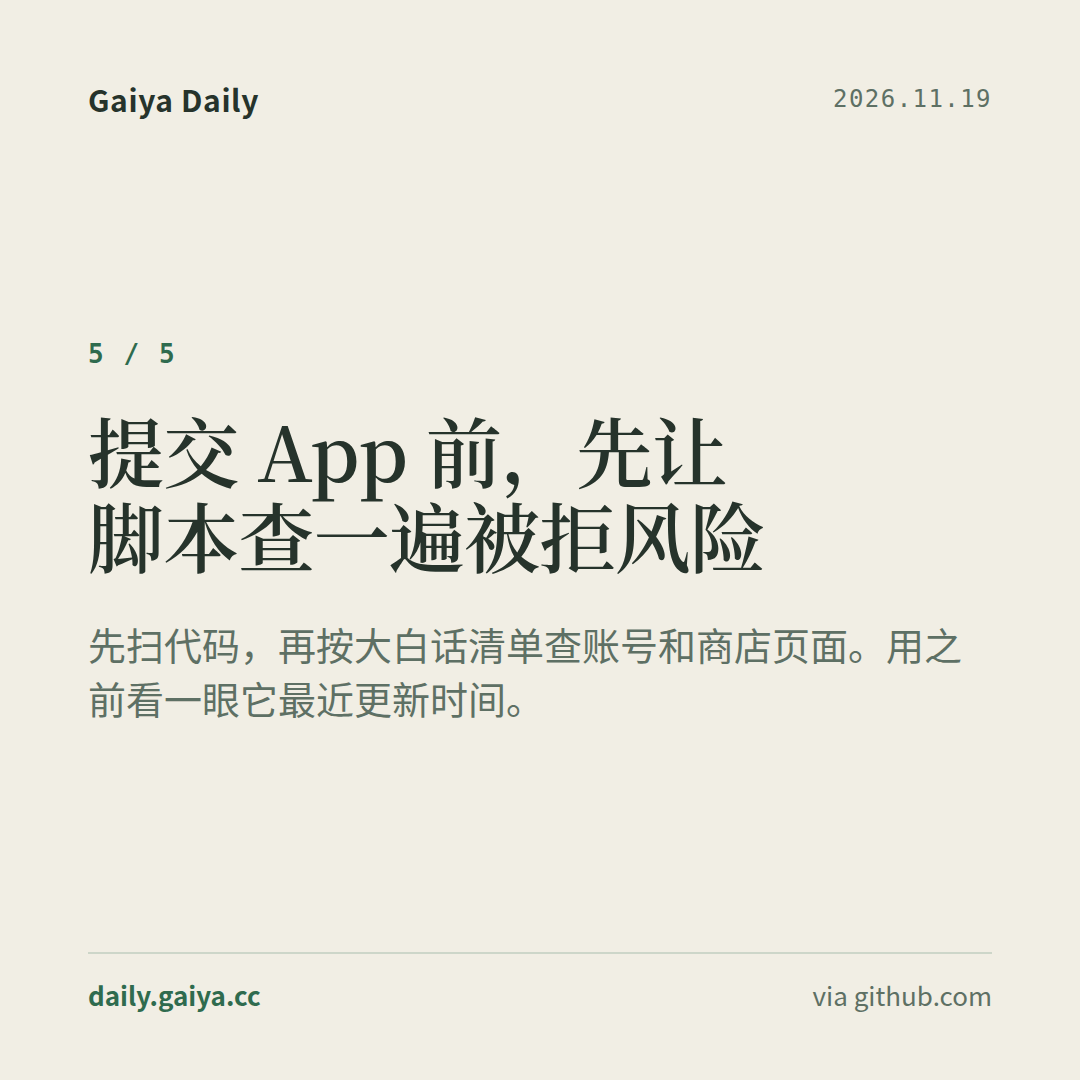 Gaiya Daily
2026.11.19
5 / 5
提交 App 前，先让
脚本查一遍被拒风险
先扫代码，再按大白话清单查账号和商店页面。用之
前看一眼它最近更新时间。
daily.gaiya.cc
via github.com